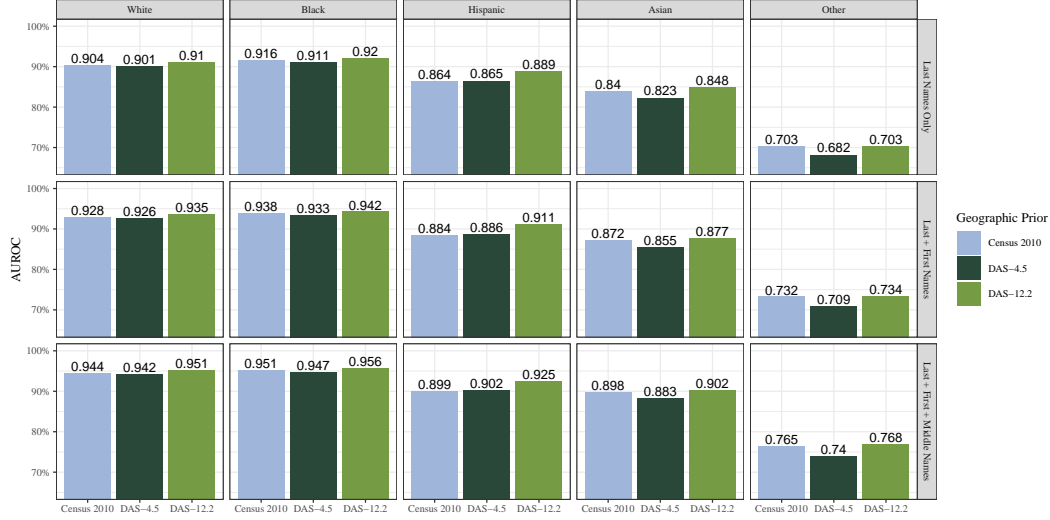 White Black Hispanic Asian Other
100%
90%
80%
70%
0.904 0.901 0.91
0.916 0.911 0.92
0.864 0.865 0.889
0.84 0.823 0.848
0.703 0.682 0.703
Last Names Only
100%
90%
80%
70%
0.928 0.926 0.935
0.938 0.933 0.942
0.884 0.886 0.911
0.872 0.855 0.877
0.732 0.709 0.734
Last + First Names
100%
90%
80%
70%
0.944 0.942 0.951
0.951 0.947 0.956
0.899 0.902 0.925
0.898 0.883 0.902
0.765 0.74 0.768
Last + First + Middle Names
AUROC
Census 2010 DAS−4.5 DAS−12.2 Census 2010 DAS−4.5 DAS−12.2 Census 2010 DAS−4.5 DAS−12.2 Census 2010 DAS−4.5 DAS−12.2 Census 2010 DAS−4.5 DAS−12.2
Geographic Prior
Census 2010
DAS−4.5
DAS−12.2